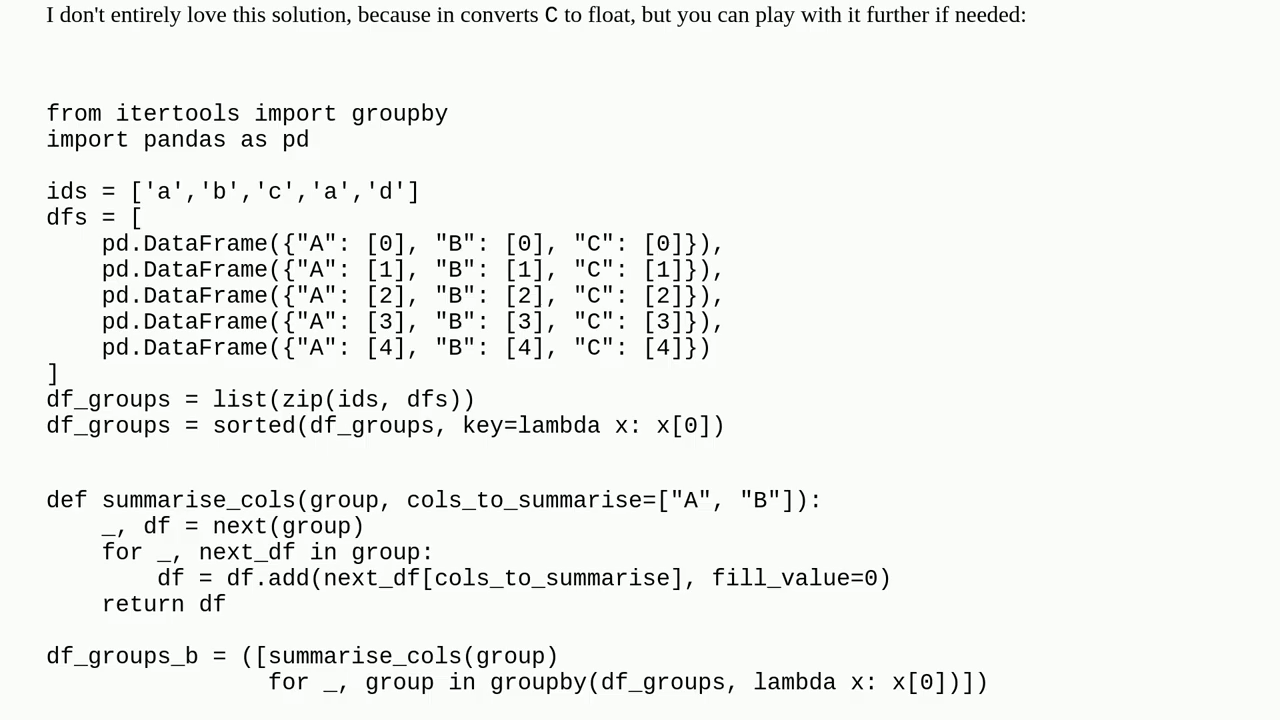 I don't entirely love this solution, because in converts C to float, but you can play with it further if needed:
from itertools import groupby
import pandas as pd
ids = ['a','b','c','a','d']
dfs = [
    pd.DataFrame({"A": [0], "B": [0], "C": [0]}),
    pd.DataFrame({"A": [1], "B": [1], "C": [1]}),
    pd.DataFrame({"A": [2], "B": [2], "C": [2]}),
    pd.DataFrame({"A": [3], "B": [3], "C": [3]}),
    pd.DataFrame({"A": [4], "B": [4], "C": [4]})
]
df_groups = list(zip(ids, dfs))
df_groups = sorted(df_groups, key=lambda x: x[0])
def summarise_cols(group, cols_to_summarise=["A", "B"]):
    _, df = next(group)
    for _, next_df in group:
        df = df.add(next_df[cols_to_summarise], fill_value=0)
    return df
df_groups_b = ([summarise_cols(group)
                for _, group in groupby(df_groups, lambda x: x[0])])